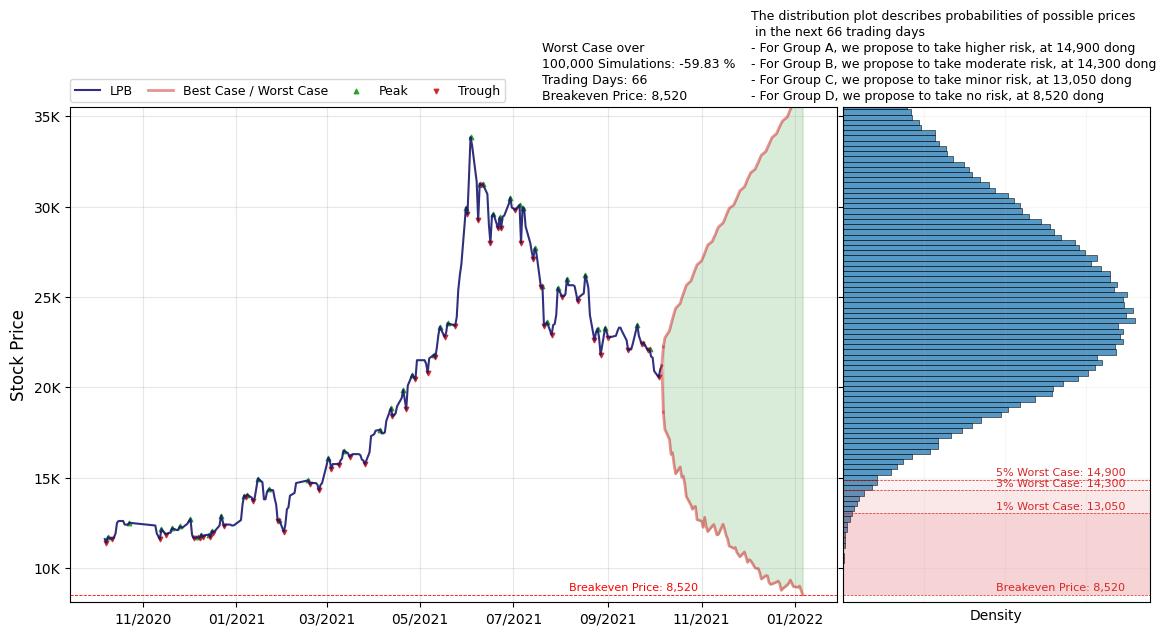 The distribution plot describes probabilities of possible prices
in the next 66 trading days
- For Group A, we propose to take higher risk, at 14,900 dong
- For Group B, we propose to take moderate risk, at 14,300 dong
- For Group C, we propose to take minor risk, at 13,050 dong
- For Group D, we propose to take no risk, at 8,520 dong
Worst Case over
100,000 Simulations: -59.83 %
Trading Days: 66
Breakeven Price: 8,520
LPB
Best Case / Worst Case
Peak
Trough
Stock Price
35K
30K
25K
20K
15K
10K
Breakeven Price: 8,520
11/2020
01/2021
03/2021
05/2021
07/2021
09/2021
11/2021
01/2022
5% Worst Case: 14,900
3% Worst Case: 14,300
1% Worst Case: 13,050
Breakeven Price: 8,520
Density